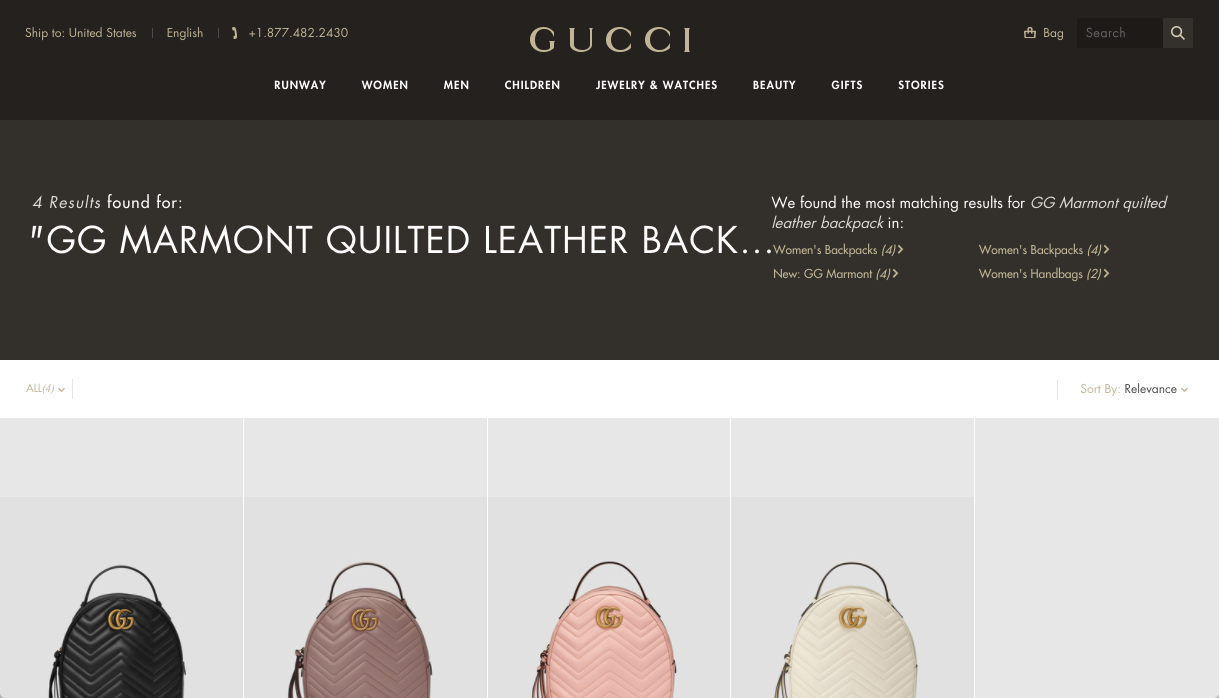 Ship to: United States
English
+1.877.482.2430
GUCCI
Bag
Search
RUNWAY
WOMEN
MEN
CHILDREN
JEWELRY & WATCHES
BEAUTY
GIFTS
STORIES
4 Results found for:
"GG MARMONT QUILTED LEATHER BACK...
We found the most matching results for GG Marmont quilted
leather backpack in:
Women's Backpacks (4)
Women's Backpacks (4)
New: GG Marmont (4)
Women's Handbags (2)
ALL(4)
Sort By: Relevance